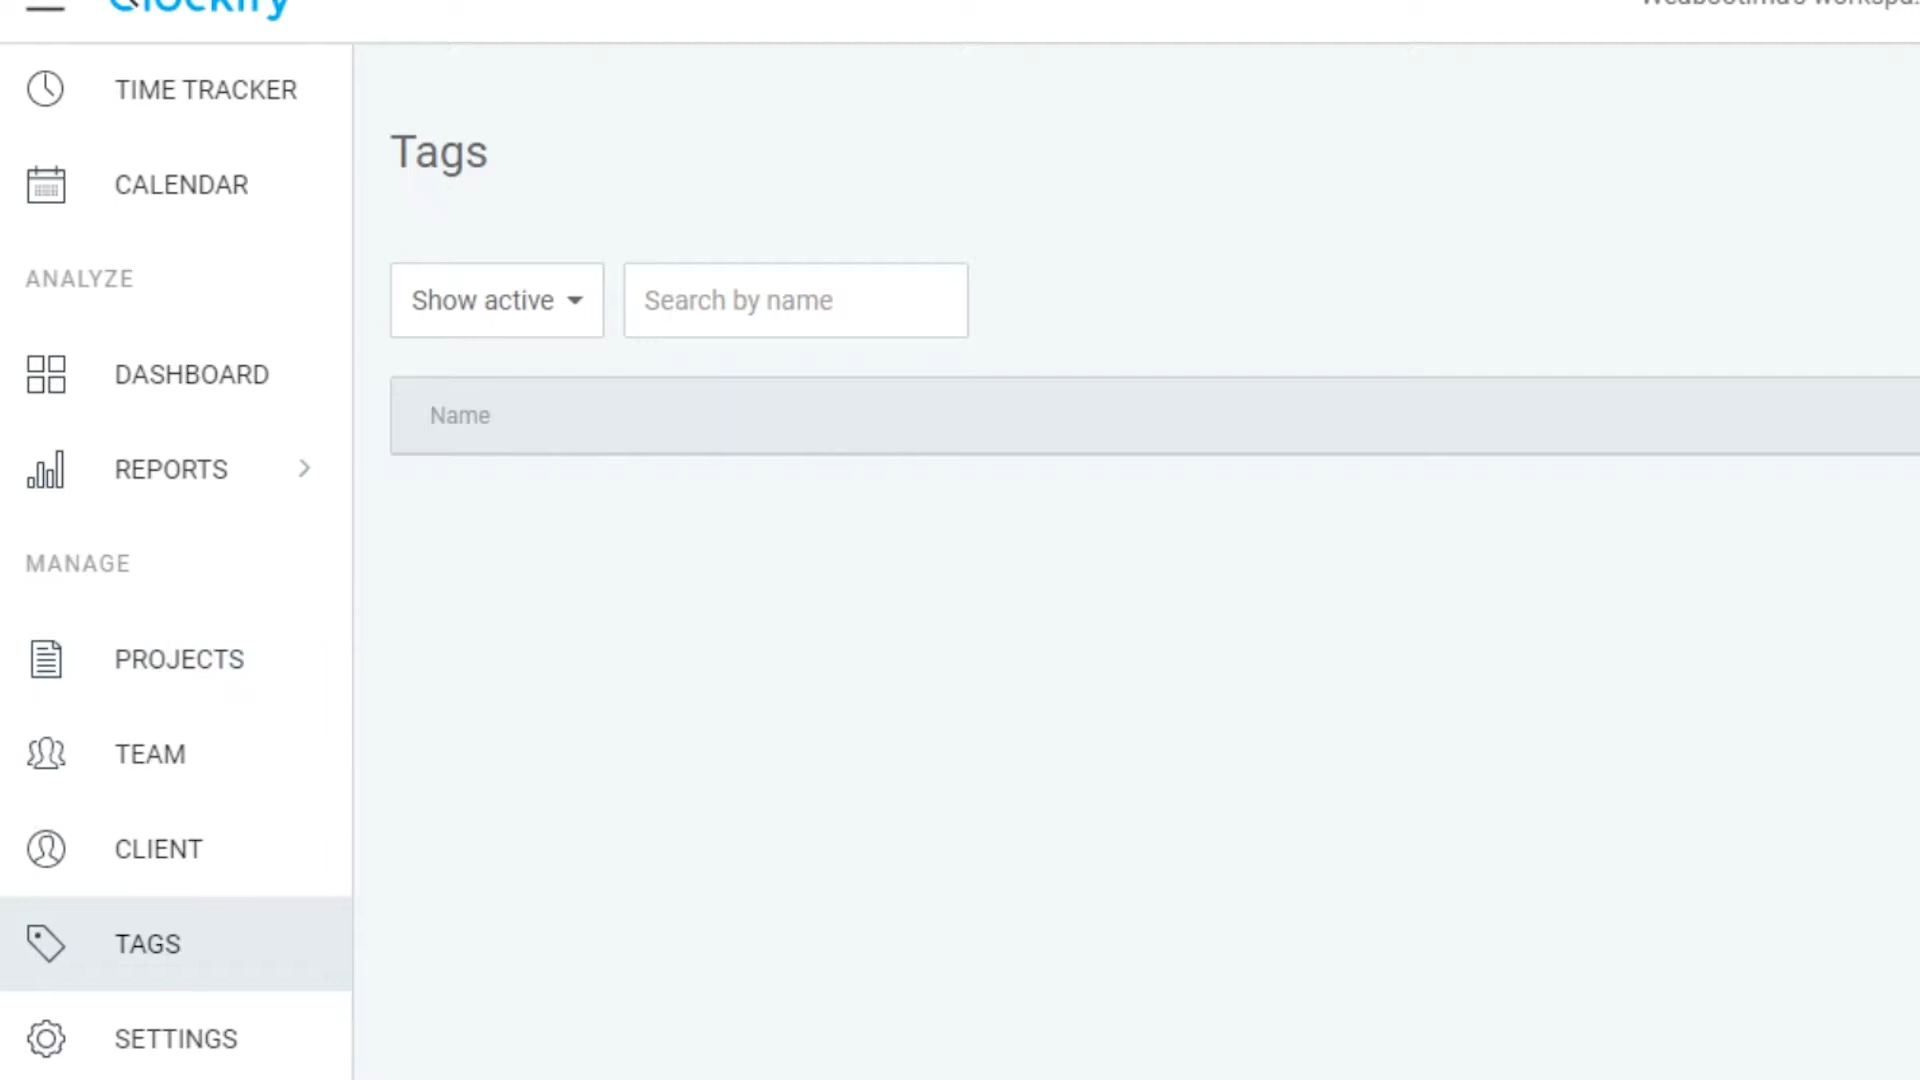 Clockify
TIME TRACKER
CALENDAR
ANALYZE
DASHBOARD
REPORTS
MANAGE
PROJECTS
TEAM
CLIENT
TAGS
SETTINGS
Tags
Show active
Search by name
Name